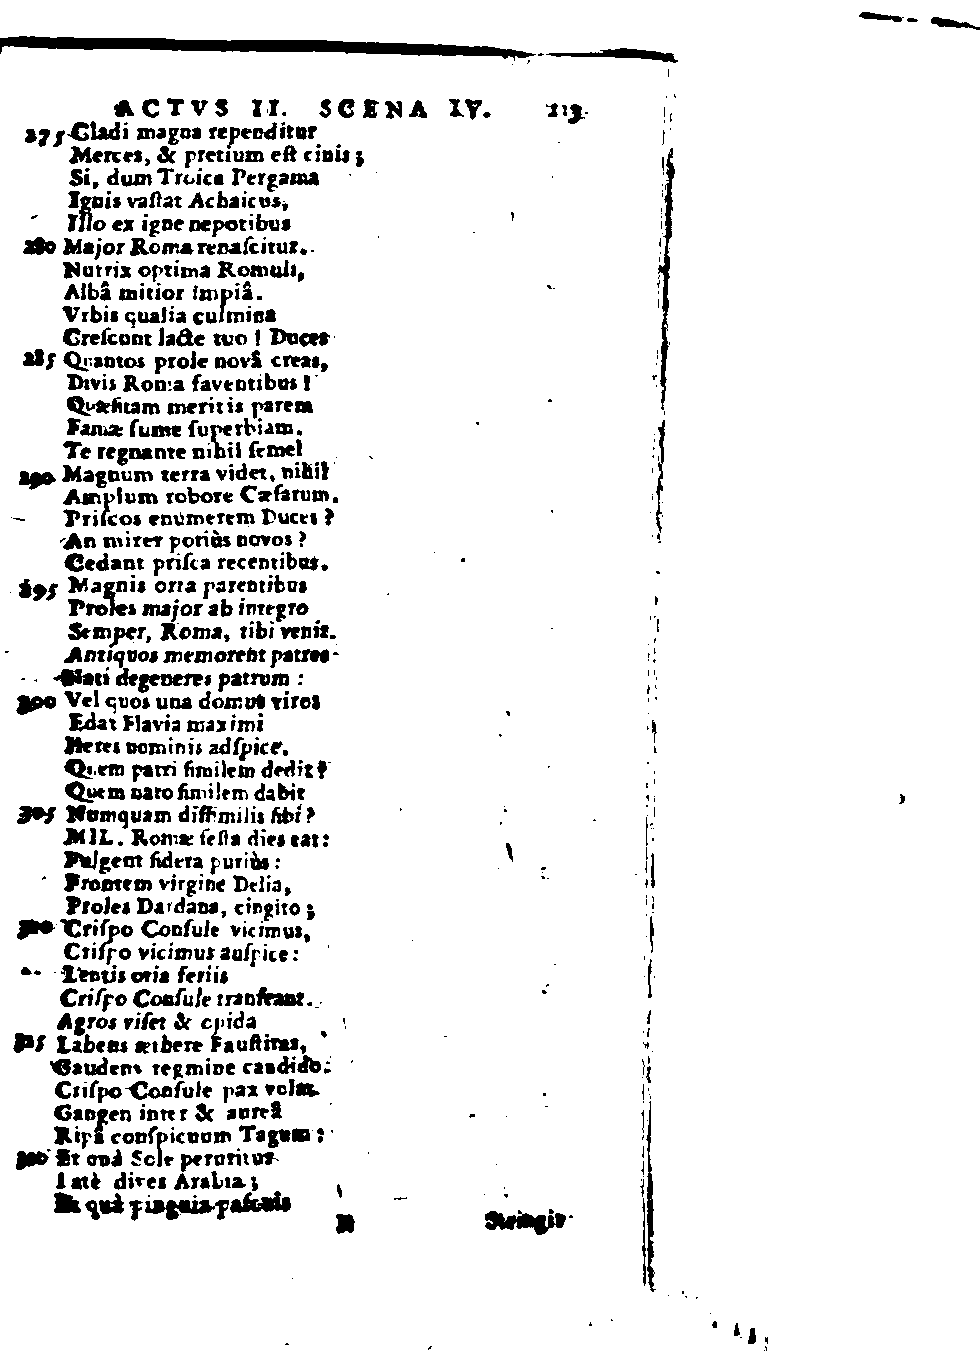 ACTVS II. SCENA IV. 113
275 Cladi magna rependitur
Merces, & pretium eſt cinis;
Si, dum Troica Pergama
Ignis vaſtat Achaicus,
Illo ex igne nepotibus
280 Major Roma renaſcitur.
Nutrix optima Romuli,
Albâ mitior impiâ.
Vrbis qualia culmina
Creſcunt lacte tuo! Duces
285 Quantos prole novâ creas,
Divis Roma faventibus!
Quæſitam meritis parem
Famæ ſume ſuperbiam.
Te regnante nihil ſemel
290 Magnum terra videt, nihil
Amplum robore Cæſarum.
Priſcos enumerem Duces?
An mirer potiùs novos?
Cedant priſca recentibus.
295 Magnis orta parentibus
Proles major ab integro
Semper, Roma, tibi venit.
Antiquos memorent patres
Nati degeneres patrum:
300 Vel quos una domus viros
Edat Flavia maximi
Heres nominis adſpice.
Quem patri ſimilem dedit?
Quem nato ſimilem dabit
305 Numquam diſſimilis ſibi?
MIL. Romæ feſta dies eat:
Fulgent ſidera puriùs:
Frontem virgine Delia,
Proles Dardana, cingito;
310 Criſpo Conſule vicimus,
Criſpo vicimus auſpice:
Lentis otia feriis
Criſpo Conſule tranſeant.
Agros viſet & opida
315 Labens æthere Fauſtitas,
Gaudens regmine candido.
Criſpo Conſule pax volat
Gangen inter & aureâ
Ripâ conſpicuum Tagum:
320 Et quà Sole peruritur
Latè dives Arabia;
Et quà pinguia paſcuis
H Stringit